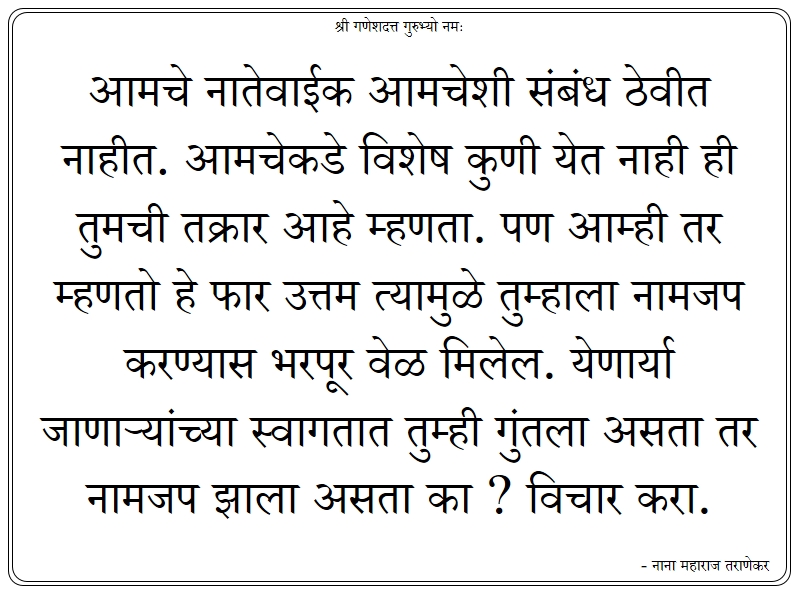 श्री गणेशदत्त गुरुभ्यो नमः
आमचे नातेवाईक आमचेशी संबंध ठेवीत
नाहीत. आमचेकडे विशेष कुणी येत नाही ही
तुमची तक्रार आहे म्हणता. पण आम्ही तर
म्हणतो हे फार उत्तम त्यामुळे तुम्हाला नामजप
करण्यास भरपूर वेळ मिलेल. येणार्या
जाणाऱ्यांच्या स्वागतात तुम्ही गुंतला असता तर
नामजप झाला असता का ? विचार करा.
- नाना महाराज तराणेकर